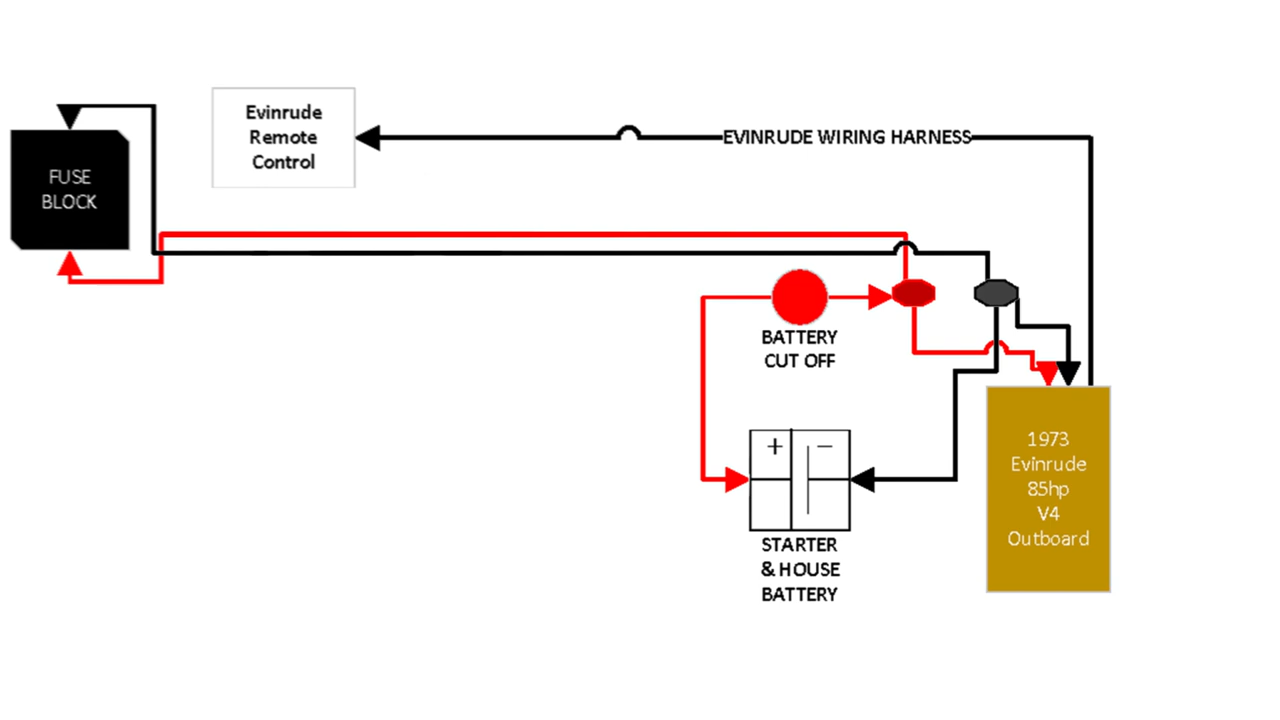 Evinrude
Remote
Control
EVINRUDE WIRING HARNESS
FUSE
BLOCK
BATTERY
CUT OFF
+ −
1973
Evinrude
85hp
V4
Outboard
STARTER
& HOUSE
BATTERY